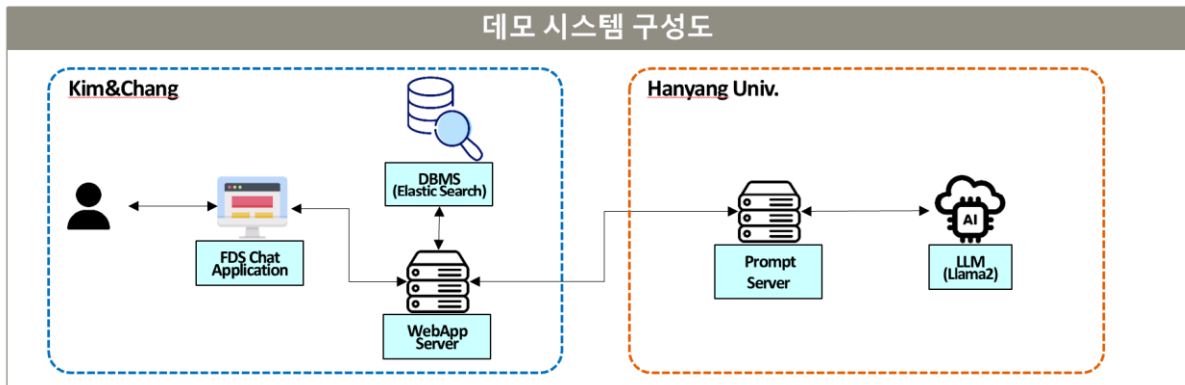 데모 시스템 구성도
Kim&Chang
Hanyang Univ.
DBMS
(Elastic Search)
FDS Chat
Application
WebApp
Server
Prompt
Server
AI
LLM
(Llama2)